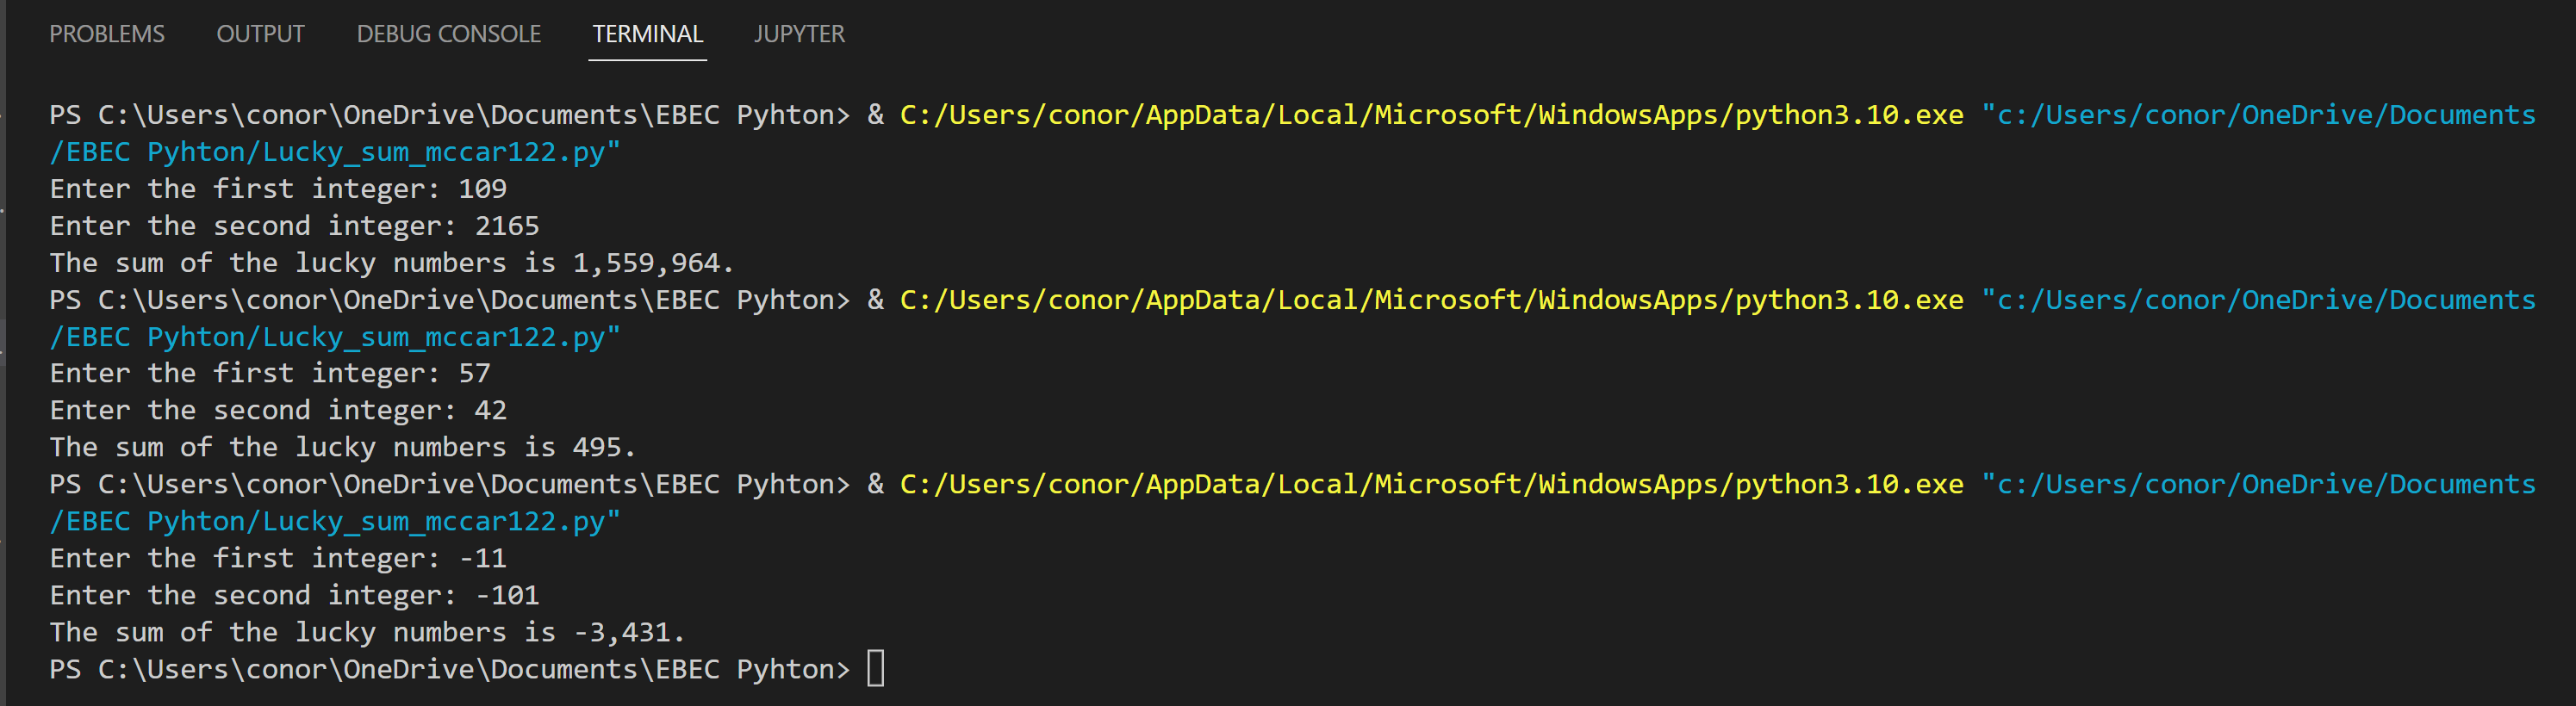 PROBLEMS OUTPUT DEBUG CONSOLE TERMINAL JUPYTER
PS C:\Users\conor\OneDrive\Documents\EBEC Pyhton> & C:/Users/conor/AppData/Local/Microsoft/WindowsApps/python3.10.exe "c:/Users/conor/OneDrive/Documents
/EBEC Pyhton/Lucky_sum_mccar122.py"
Enter the first integer: 109
Enter the second integer: 2165
The sum of the lucky numbers is 1,559,964.
PS C:\Users\conor\OneDrive\Documents\EBEC Pyhton> & C:/Users/conor/AppData/Local/Microsoft/WindowsApps/python3.10.exe "c:/Users/conor/OneDrive/Documents
/EBEC Pyhton/Lucky_sum_mccar122.py"
Enter the first integer: 57
Enter the second integer: 42
The sum of the lucky numbers is 495.
PS C:\Users\conor\OneDrive\Documents\EBEC Pyhton> & C:/Users/conor/AppData/Local/Microsoft/WindowsApps/python3.10.exe "c:/Users/conor/OneDrive/Documents
/EBEC Pyhton/Lucky_sum_mccar122.py"
Enter the first integer: -11
Enter the second integer: -101
The sum of the lucky numbers is -3,431.
PS C:\Users\conor\OneDrive\Documents\EBEC Pyhton>